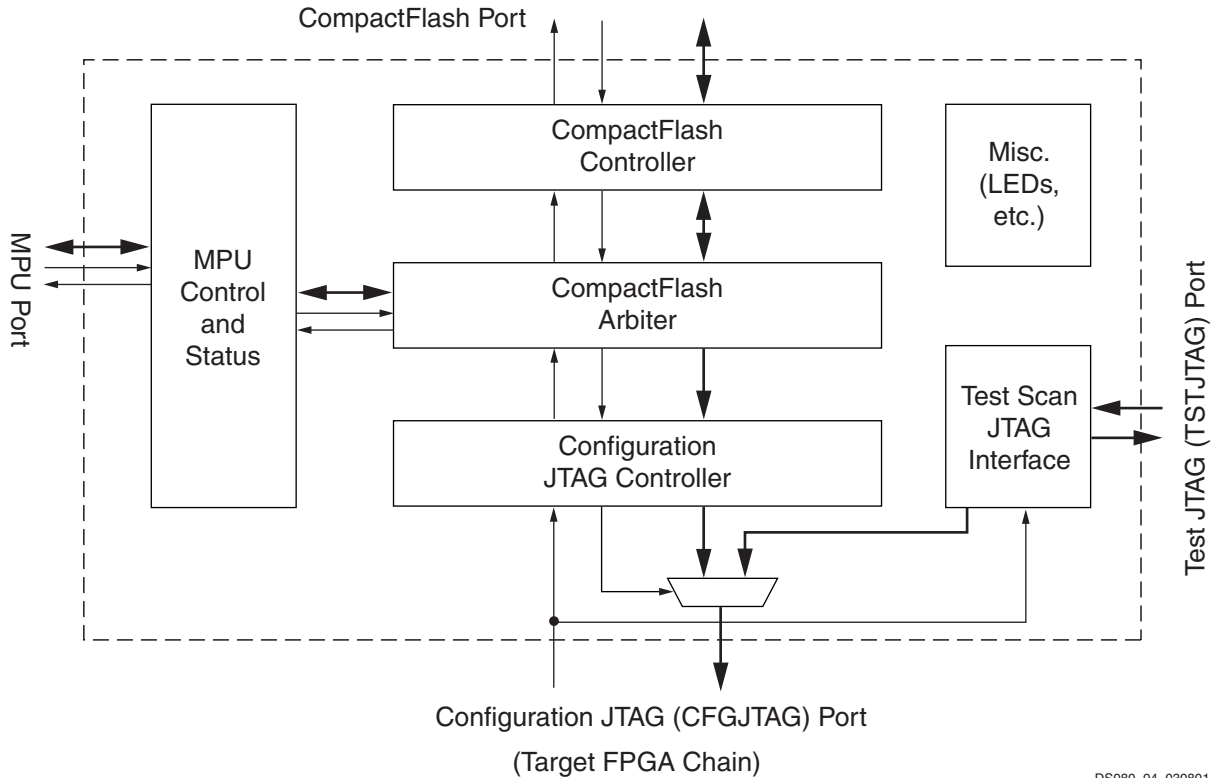 CompactFlash Port
CompactFlash
Controller
Misc.
(LEDs,
etc.)
MPU Port
MPU
Control
and
Status
CompactFlash
Arbiter
Test Scan
JTAG
Interface
Test JTAG (TSTJTAG) Port
Configuration
JTAG Controller
Configuration JTAG (CFGJTAG) Port
(Target FPGA Chain)
DS080_04_030801